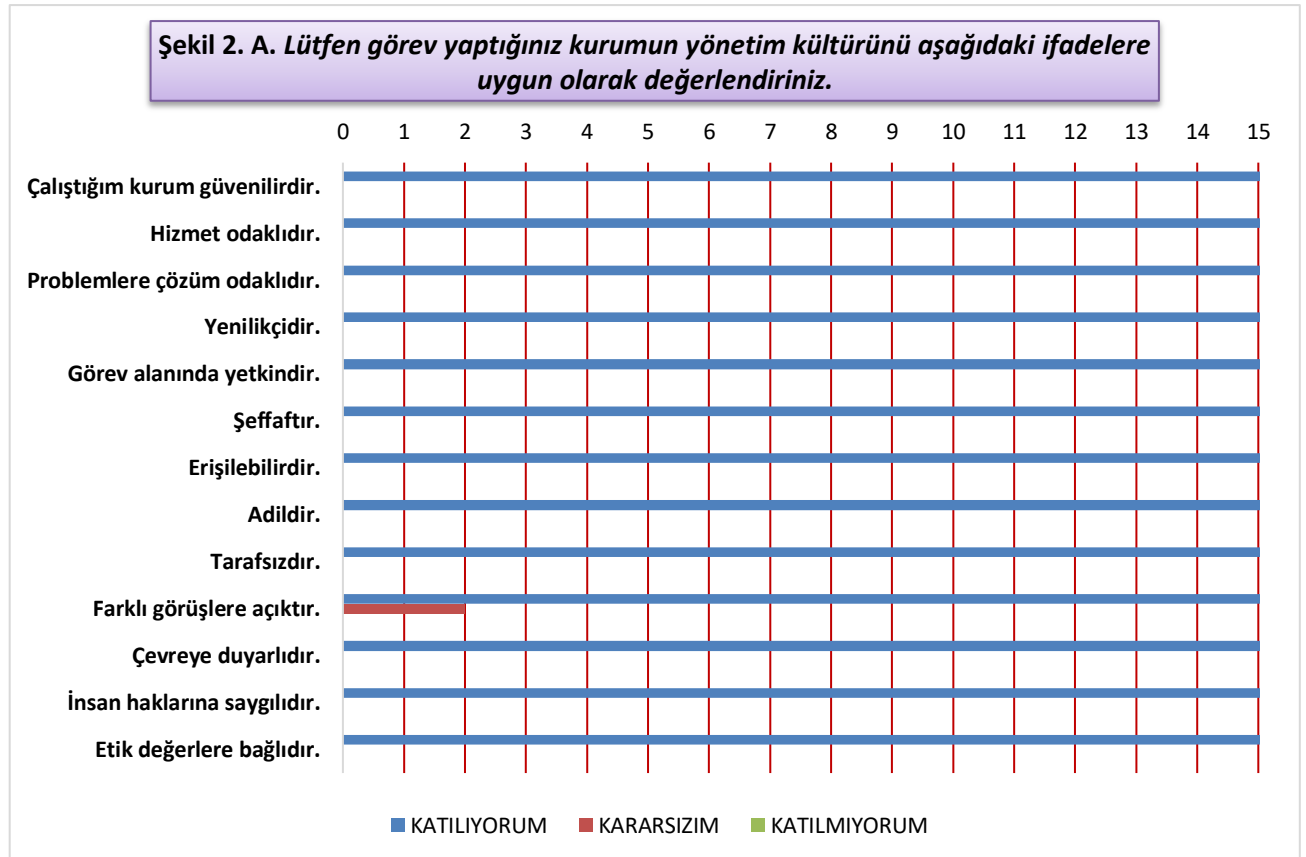 Şekil 2. A. Lütfen görev yaptığınız kurumun yönetim kültürünü aşağıdaki ifadelere
uygun olarak değerlendiriniz.
0 1 2 3 4 5 6 7 8 9 10 11 12 13 14 15
Çalıştığım kurum güvenilirdir.
Hizmet odaklıdır.
Problemlere çözüm odaklıdır.
Yenilikçidir.
Görev alanında yetkindir.
Şeffaftır.
Erişilebilirdir.
Adildir.
Tarafsızdır.
Farklı görüşlere açıktır.
Çevreye duyarlıdır.
İnsan haklarına saygılıdır.
Etik değerlere bağlıdır.
KATILIYORUM KARARSIZIM KATILMIYORUM